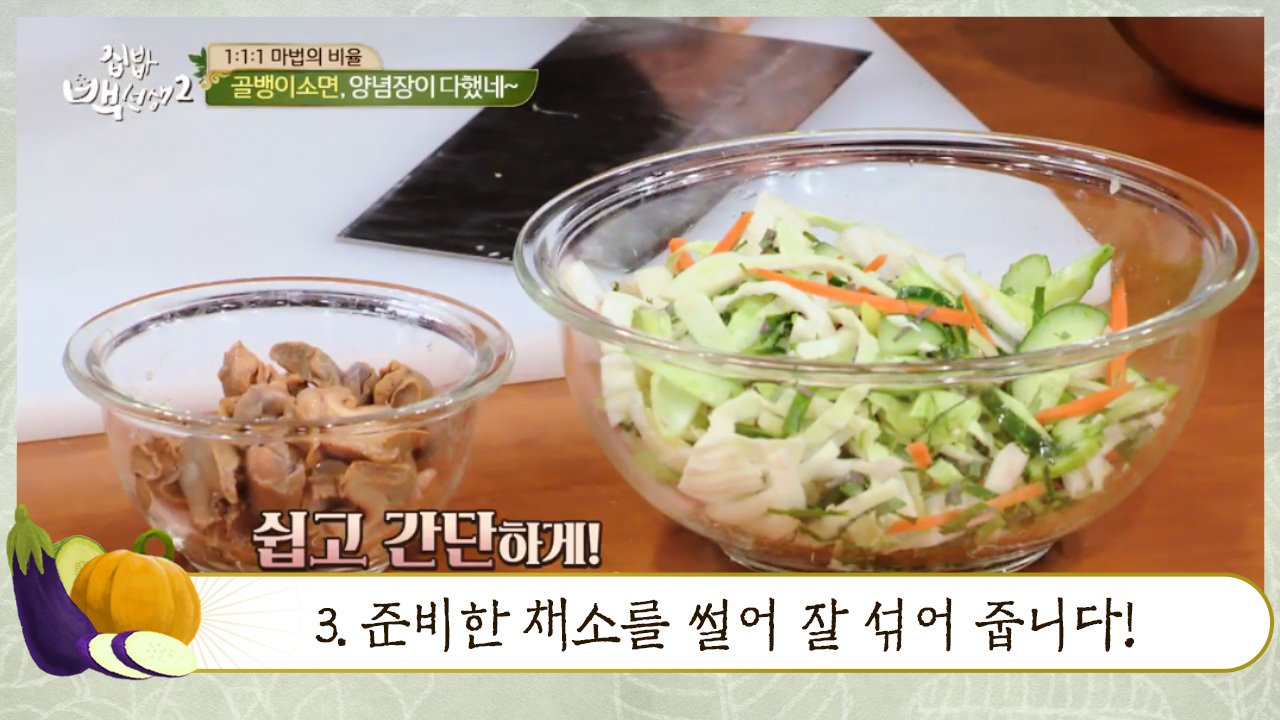 집밥
백선생2
1:1:1 마법의 비율
골뱅이소면, 양념장이 다했네~
쉽고 간단하게!
3. 준비한 채소를 썰어 잘 섞어 줍니다!